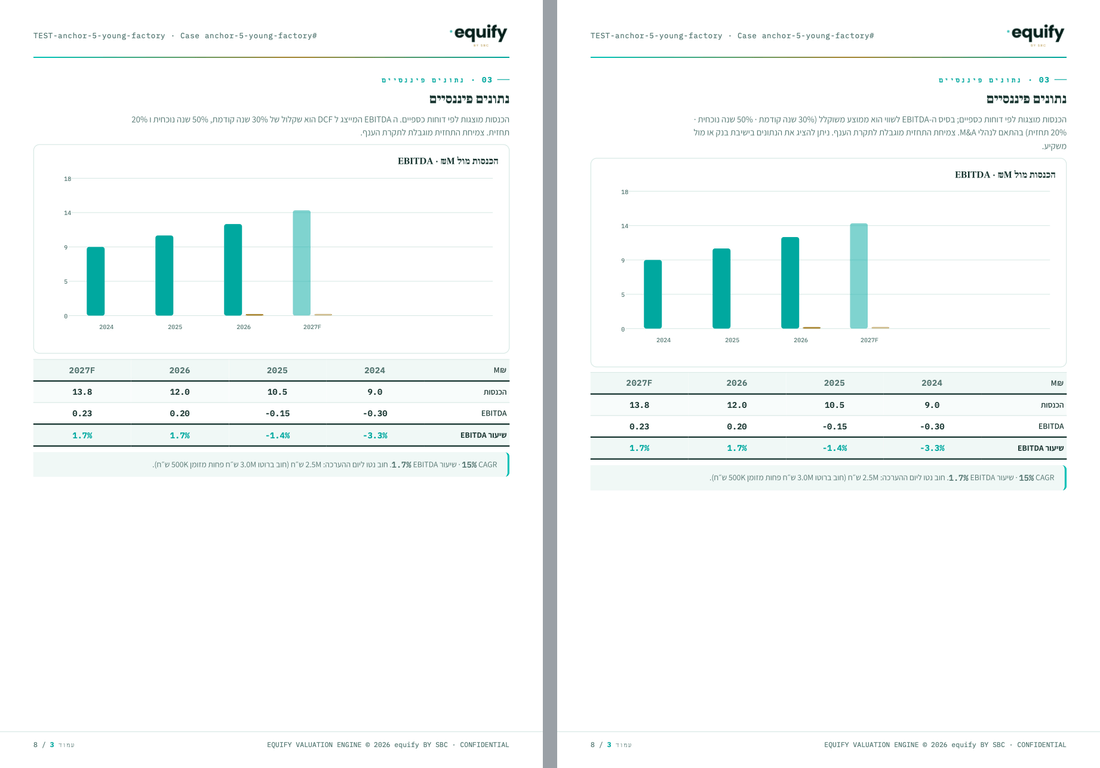 TEST-anchor-5-young-factory · Case anchor-5-young-factory#
equify
BY SBC
03 · נתונים פיננסיים
נתונים פיננסיים
הכנסות מוצגות לפי דוחות כספיים. ה EBITDA המייצג ל DCF הוא שקלול של 30% שנה קודמת, 50% שנה נוכחית ו 20%
תחזית. צמיחת התחזית מוגבלת לתקרת הענף.
הכנסות מול EBITDA · ₪M
18
14
9
5
0
2024 2025 2026 2027F
₪M 2024 2025 2026 2027F
הכנסות 9.0 10.5 12.0 13.8
EBITDA -0.30 -0.15 0.20 0.23
שיעור EBITDA -3.3% -1.4% 1.7% 1.7%
CAGR 15% · שיעור EBITDA 1.7%. חוב נטו ליום ההערכה: 2.5M ש״ח (חוב ברוטו 3.0M ש״ח פחות מזומן 500K ש״ח).
EQUIFY VALUATION ENGINE © 2026 equify BY SBC · CONFIDENTIAL
עמוד 3 / 8
TEST-anchor-5-young-factory · Case anchor-5-young-factory#
equify
BY SBC
03 · נתונים פיננסיים
נתונים פיננסיים
הכנסות מוצגות לפי דוחות כספיים; בסיס ה-EBITDA לשווי הוא ממוצע משוקלל (30% שנה קודמת · 50% שנה נוכחית ·
20% תחזית) בהתאם לנהלי M&A. צמיחת התחזית מוגבלת לתקרת הענף. ניתן להציג את הנתונים בישיבת בנק או מול
משקיע.
הכנסות מול EBITDA · ₪M
18
14
9
5
0
2024 2025 2026 2027F
₪M 2024 2025 2026 2027F
הכנסות 9.0 10.5 12.0 13.8
EBITDA -0.30 -0.15 0.20 0.23
שיעור EBITDA -3.3% -1.4% 1.7% 1.7%
CAGR 15% · שיעור EBITDA 1.7%. חוב נטו ליום ההערכה: 2.5M ש״ח (חוב ברוטו 3.0M ש״ח פחות מזומן 500K ש״ח).
EQUIFY VALUATION ENGINE © 2026 equify BY SBC · CONFIDENTIAL
עמוד 3 / 8